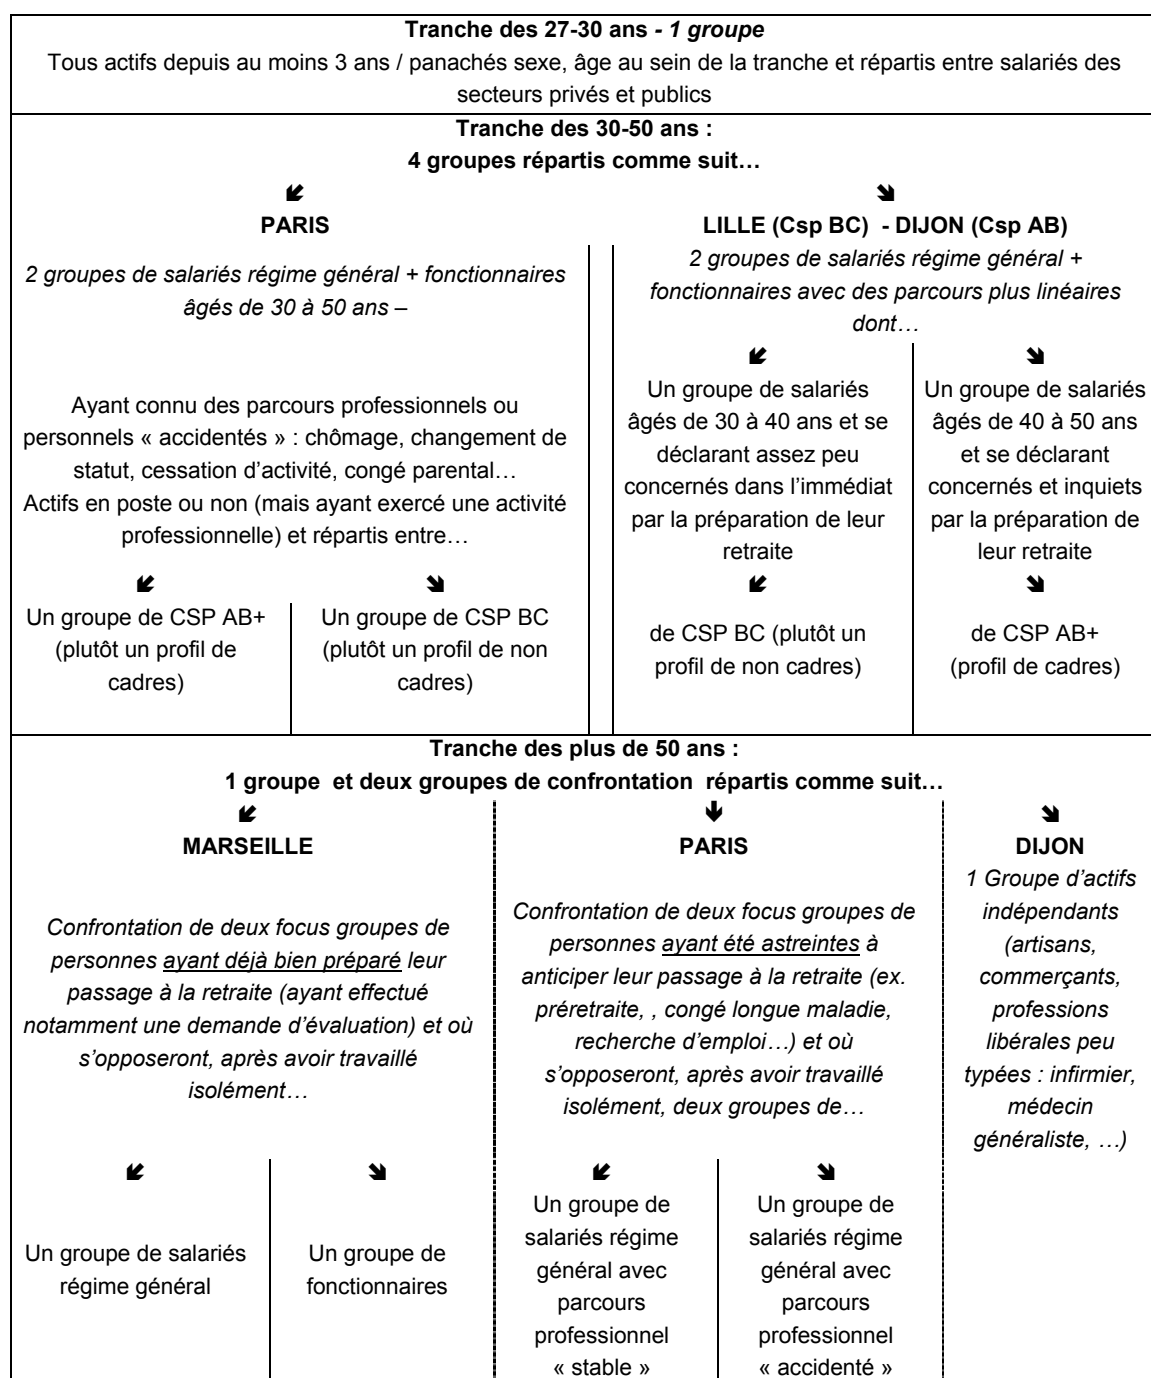 Tranche des 27-30 ans - 1 groupe
Tous actifs depuis au moins 3 ans / panachés sexe, âge au sein de la tranche et répartis entre salariés des
secteurs privés et publics
Tranche des 30-50 ans :
4 groupes répartis comme suit…
PARIS
2 groupes de salariés régime général + fonctionnaires
âgés de 30 à 50 ans –
Ayant connu des parcours professionnels ou
personnels « accidentés » : chômage, changement de
statut, cessation d’activité, congé parental…
Actifs en poste ou non (mais ayant exercé une activité
professionnelle) et répartis entre…
Un groupe de CSP AB+
(plutôt un profil de
cadres)
Un groupe de CSP BC
(plutôt un profil de non
cadres)
LILLE (Csp BC) - DIJON (Csp AB)
2 groupes de salariés régime général +
fonctionnaires avec des parcours plus linéaires
dont…
Un groupe de salariés
âgés de 30 à 40 ans et se
déclarant assez peu
concernés dans l’immédiat
par la préparation de leur
retraite
de CSP BC (plutôt un
profil de non cadres)
Un groupe de salariés
âgés de 40 à 50 ans
et se déclarant
concernés et inquiets
par la préparation de
leur retraite
de CSP AB+
(profil de cadres)
Tranche des plus de 50 ans :
1 groupe et deux groupes de confrontation répartis comme suit…
MARSEILLE
Confrontation de deux focus groupes de
personnes ayant déjà bien préparé leur
passage à la retraite (ayant effectué
notamment une demande d’évaluation) et où
s’opposeront, après avoir travaillé
isolément…
Un groupe de salariés
régime général
Un groupe de
fonctionnaires
PARIS
Confrontation de deux focus groupes de
personnes ayant été astreintes à
anticiper leur passage à la retraite (ex.
préretraite, , congé longue maladie,
recherche d’emploi…) et où
s’opposeront, après avoir travaillé
isolément, deux groupes de…
Un groupe de
salariés régime
général avec
parcours
professionnel
« stable »
Un groupe de
salariés régime
général avec
parcours
professionnel
« accidenté »
DIJON
1 Groupe d’actifs
indépendants
(artisans,
commerçants,
professions
libérales peu
typées : infirmier,
médecin
généraliste, …)